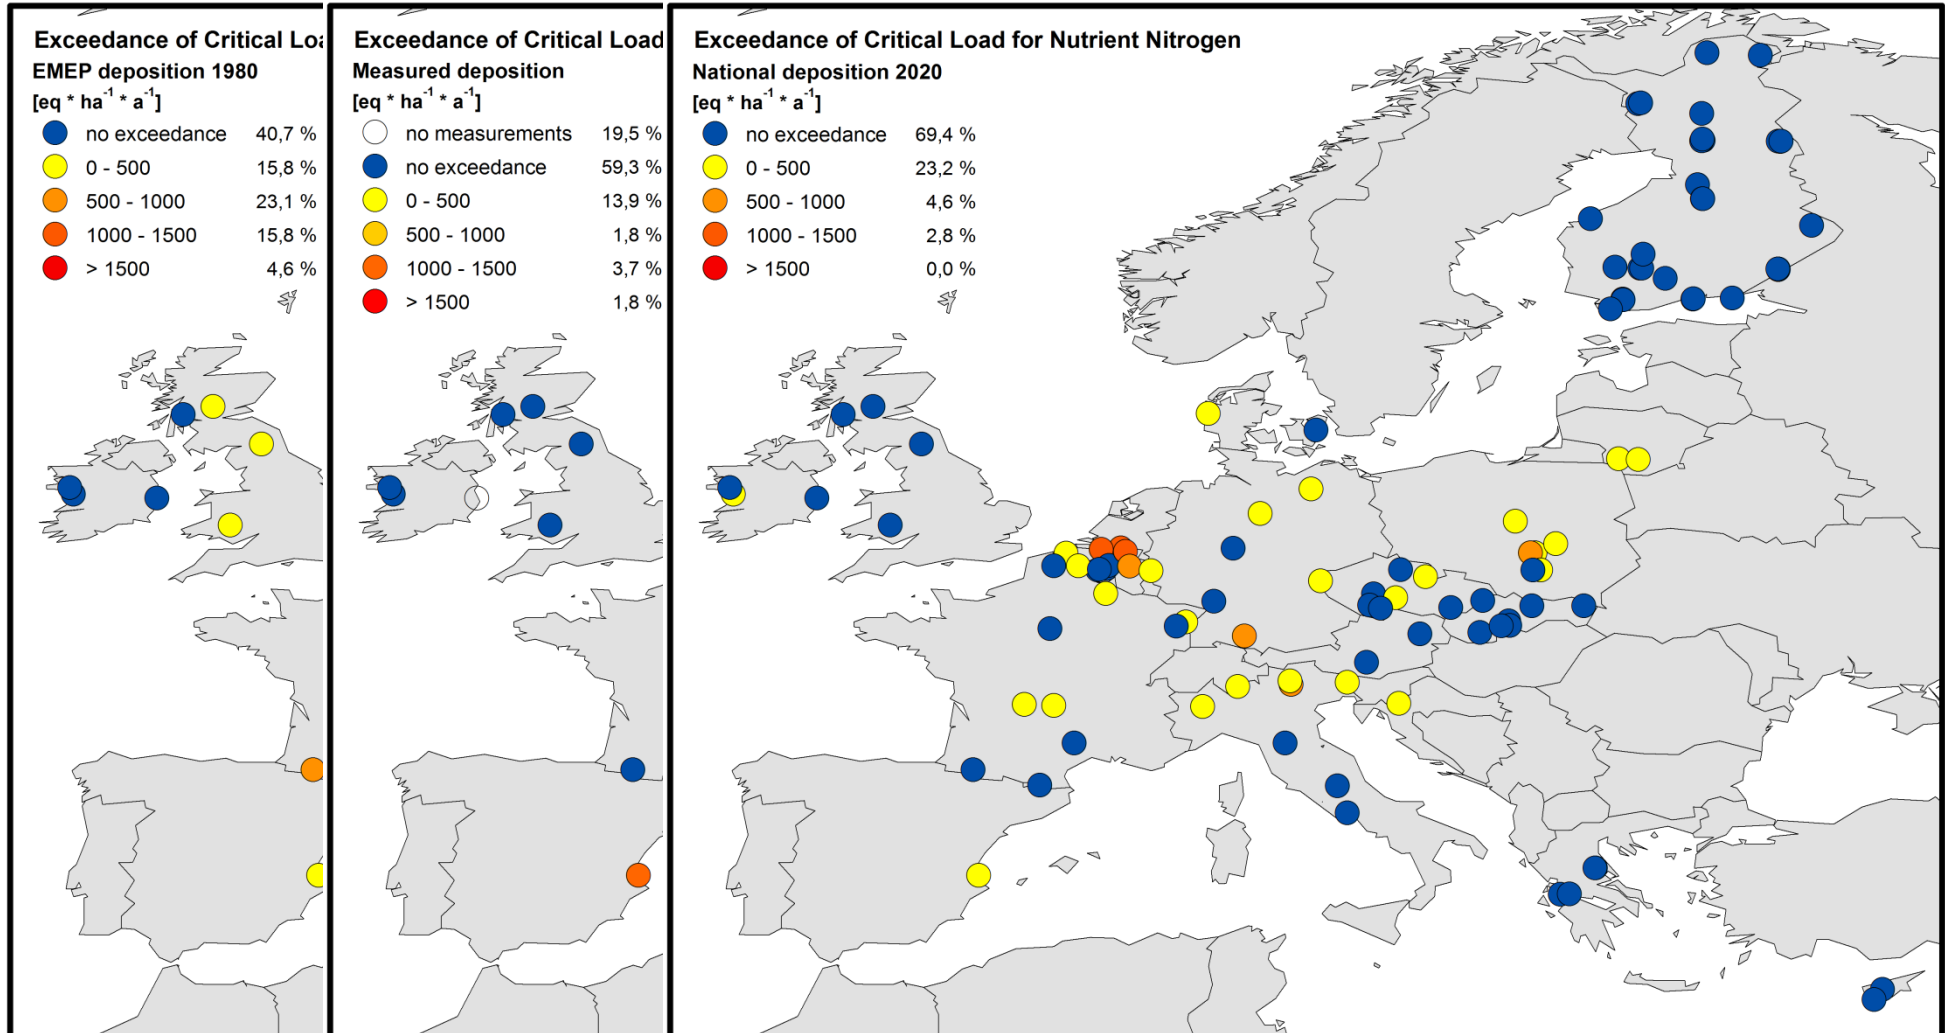 Exceedance of Critical Loa
EMEP deposition 1980
[eq * ha⁻¹ * a⁻¹]
no exceedance 40,7 %
0 - 500 15,8 %
500 - 1000 23,1 %
1000 - 1500 15,8 %
> 1500 4,6 %
Exceedance of Critical Load
Measured deposition
[eq * ha⁻¹ * a⁻¹]
no measurements 19,5 %
no exceedance 59,3 %
0 - 500 13,9 %
500 - 1000 1,8 %
1000 - 1500 3,7 %
> 1500 1,8 %
Exceedance of Critical Load for Nutrient Nitrogen
National deposition 2020
[eq * ha⁻¹ * a⁻¹]
no exceedance 69,4 %
0 - 500 23,2 %
500 - 1000 4,6 %
1000 - 1500 2,8 %
> 1500 0,0 %